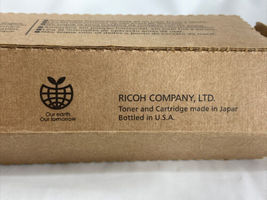 Our earth
Our tomorrow
RICOH COMPANY, LTD.
Toner and Cartridge made in Japan
Bottled in U.S.A.